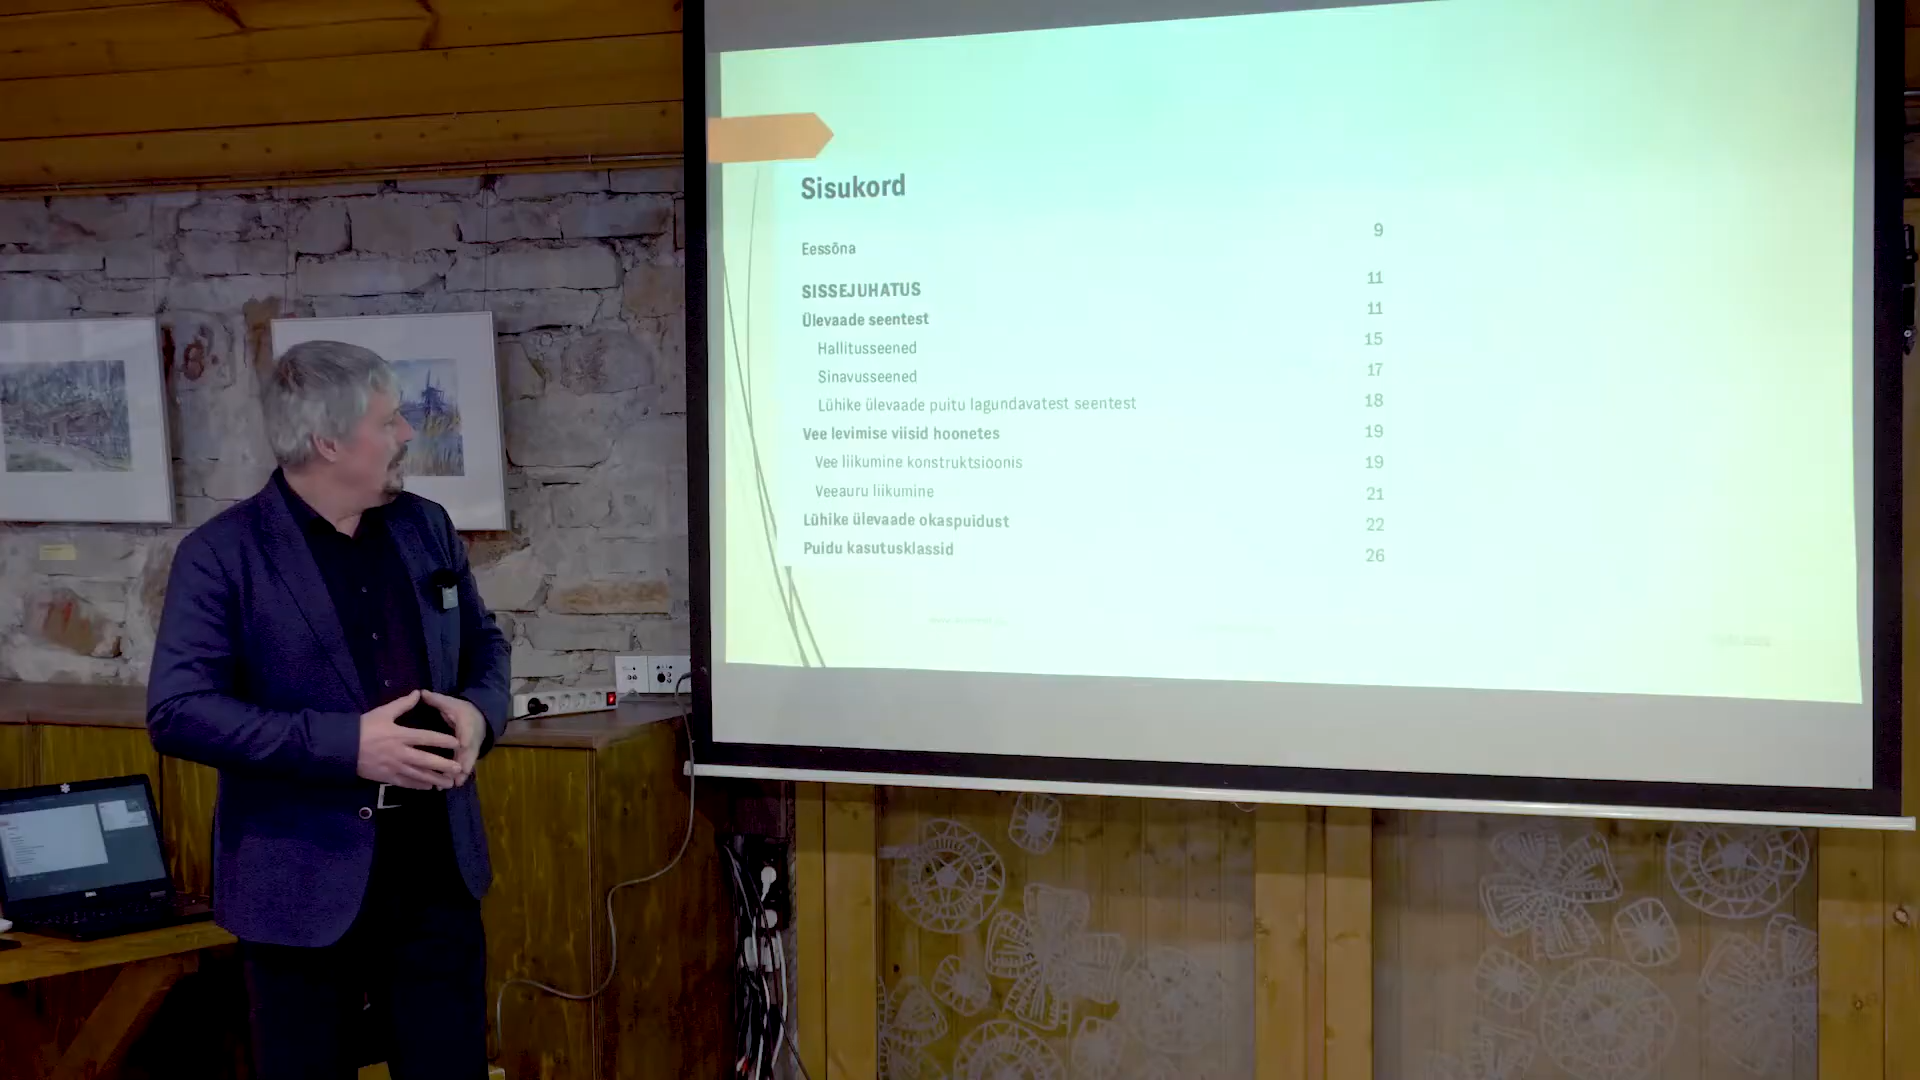 Sisukord
Eessõna 9
SISSEJUHATUS 11
Ülevaade seentest 11
Hallitusseened 15
Sinavusseened 17
Lühike ülevaade puitu lagundavatest seentest 18
Vee levimise viisid hoonetes 19
Vee liikumine konstruktsioonis 19
Veeauru liikumine 21
Lühike ülevaade okaspuidust 22
Puidu kasutusklassid 26